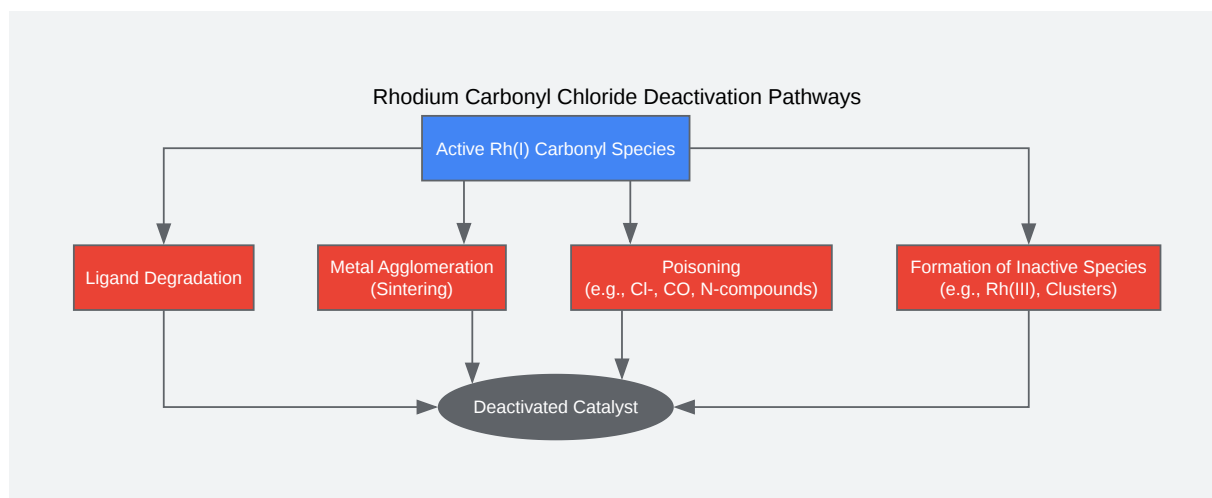 Rhodium Carbonyl Chloride Deactivation Pathways
Active Rh(I) Carbonyl Species
Ligand Degradation
Metal Agglomeration
(Sintering)
Poisoning
(e.g., Cl-, CO, N-compounds)
Formation of Inactive Species
(e.g., Rh(III), Clusters)
Deactivated Catalyst